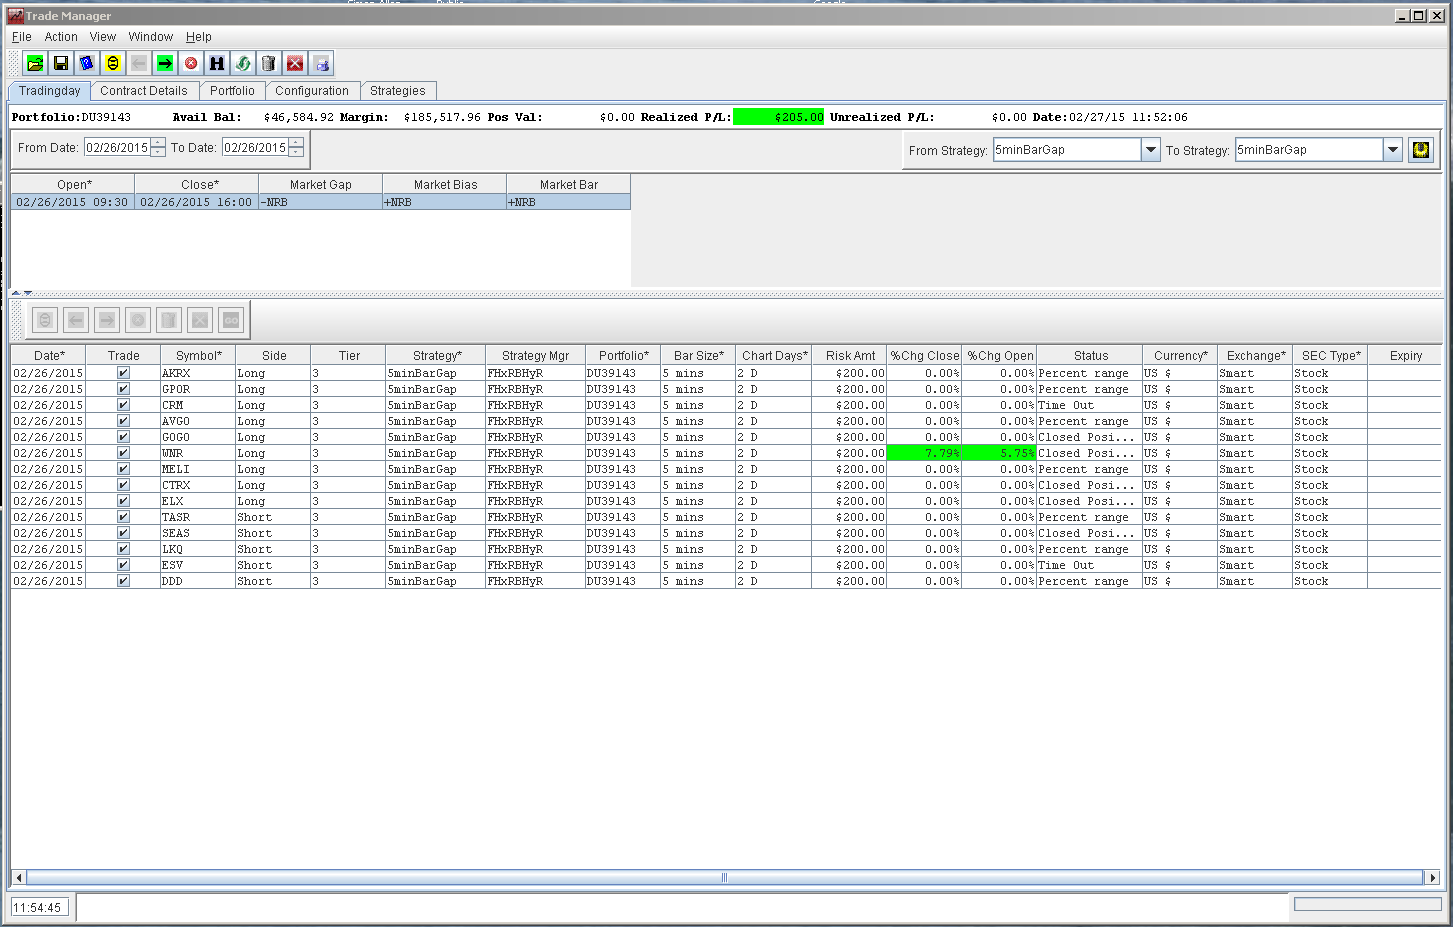 Trade Manager
File Action View Window Help
Tradingday Contract Details Portfolio Configuration Strategies
Portfolio:DU39143 Avail Bal: $46,584.92 Margin: $185,517.96 Pos Val: $0.00 Realized P/L: $205.00 Unrealized P/L: $0.00 Date:02/27/15 11:52:06
From Date: 02/26/2015 To Date: 02/26/2015 From Strategy: 5minBarGap To Strategy: 5minBarGap
Open* Close* Market Gap Market Bias Market Bar
02/26/2015 09:30 02/26/2015 16:00 -NRB +NRB +NRB
GO
Date* Trade Symbol* Side Tier Strategy* Strategy Mgr Portfolio* Bar Size* Chart Days* Risk Amt %Chg Close %Chg Open Status Currency* Exchange* SEC Type* Expiry
02/26/2015 AKRX Long 3 5minBarGap FHxRBHyR DU39143 5 mins 2 D $200.00 0.00% 0.00% Percent range US $ Smart Stock
02/26/2015 GPOR Long 3 5minBarGap FHxRBHyR DU39143 5 mins 2 D $200.00 0.00% 0.00% Percent range US $ Smart Stock
02/26/2015 CRM Long 3 5minBarGap FHxRBHyR DU39143 5 mins 2 D $200.00 0.00% 0.00% Time Out US $ Smart Stock
02/26/2015 AVGO Long 3 5minBarGap FHxRBHyR DU39143 5 mins 2 D $200.00 0.00% 0.00% Percent range US $ Smart Stock
02/26/2015 GOGO Long 3 5minBarGap FHxRBHyR DU39143 5 mins 2 D $200.00 0.00% 0.00% Closed Posi... US $ Smart Stock
02/26/2015 WNR Long 3 5minBarGap FHxRBHyR DU39143 5 mins 2 D $200.00 7.79% 5.75% Closed Posi... US $ Smart Stock
02/26/2015 MELI Long 3 5minBarGap FHxRBHyR DU39143 5 mins 2 D $200.00 0.00% 0.00% Percent range US $ Smart Stock
02/26/2015 CTRX Long 3 5minBarGap FHxRBHyR DU39143 5 mins 2 D $200.00 0.00% 0.00% Closed Posi... US $ Smart Stock
02/26/2015 ELX Long 3 5minBarGap FHxRBHyR DU39143 5 mins 2 D $200.00 0.00% 0.00% Closed Posi... US $ Smart Stock
02/26/2015 TASR Short 3 5minBarGap FHxRBHyR DU39143 5 mins 2 D $200.00 0.00% 0.00% Percent range US $ Smart Stock
02/26/2015 SEAS Short 3 5minBarGap FHxRBHyR DU39143 5 mins 2 D $200.00 0.00% 0.00% Closed Posi... US $ Smart Stock
02/26/2015 LKQ Short 3 5minBarGap FHxRBHyR DU39143 5 mins 2 D $200.00 0.00% 0.00% Percent range US $ Smart Stock
02/26/2015 ESV Short 3 5minBarGap FHxRBHyR DU39143 5 mins 2 D $200.00 0.00% 0.00% Time Out US $ Smart Stock
02/26/2015 DDD Short 3 5minBarGap FHxRBHyR DU39143 5 mins 2 D $200.00 0.00% 0.00% Percent range US $ Smart Stock
11:54:45